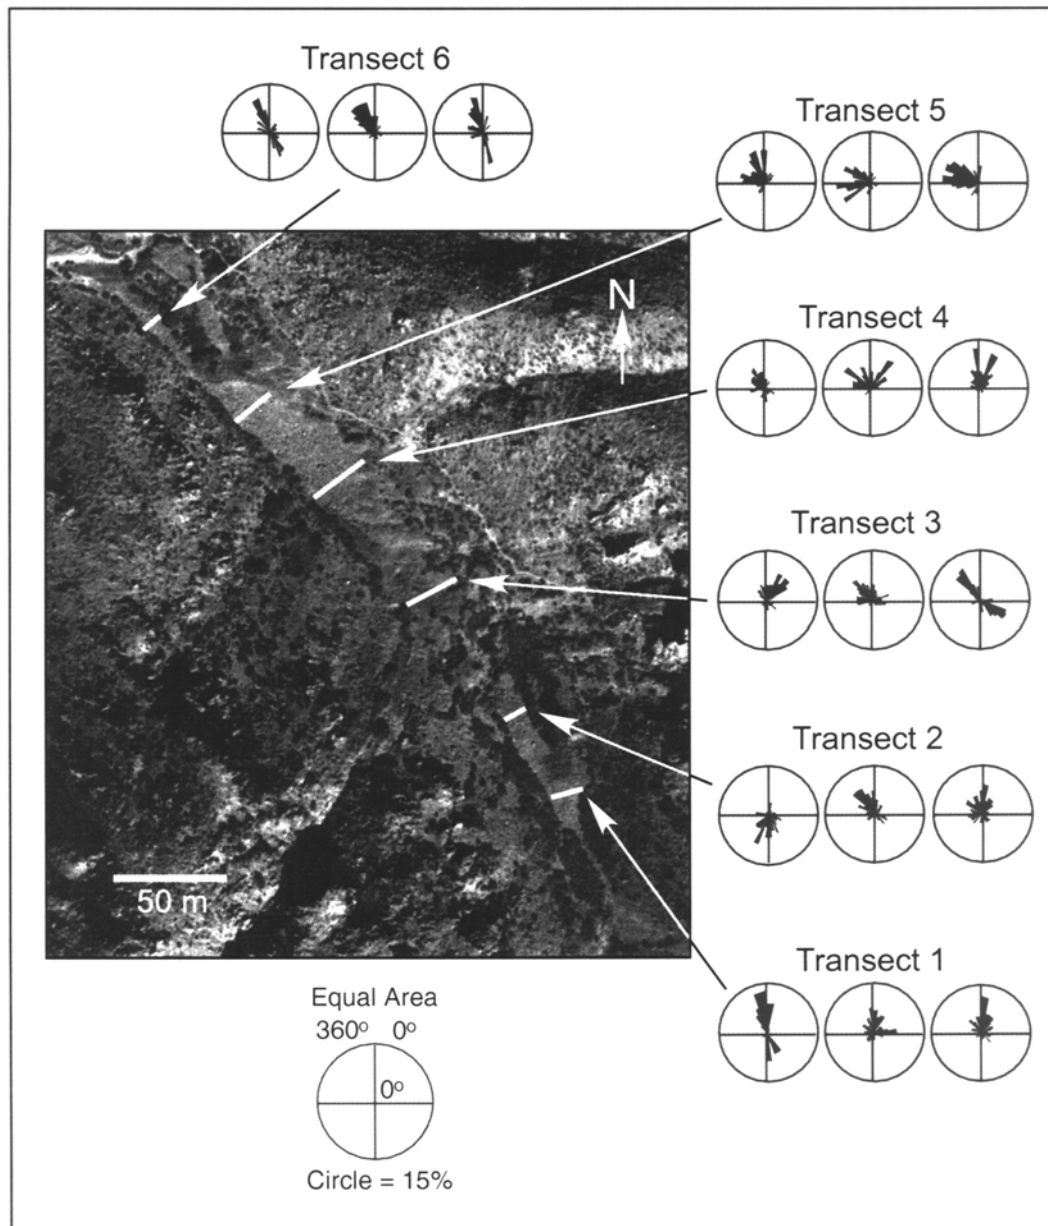 Transect 6
Transect 5
N
Transect 4
Transect 3
Transect 2
50 m
Transect 1
Equal Area
360° 0°
0°
Circle = 15%